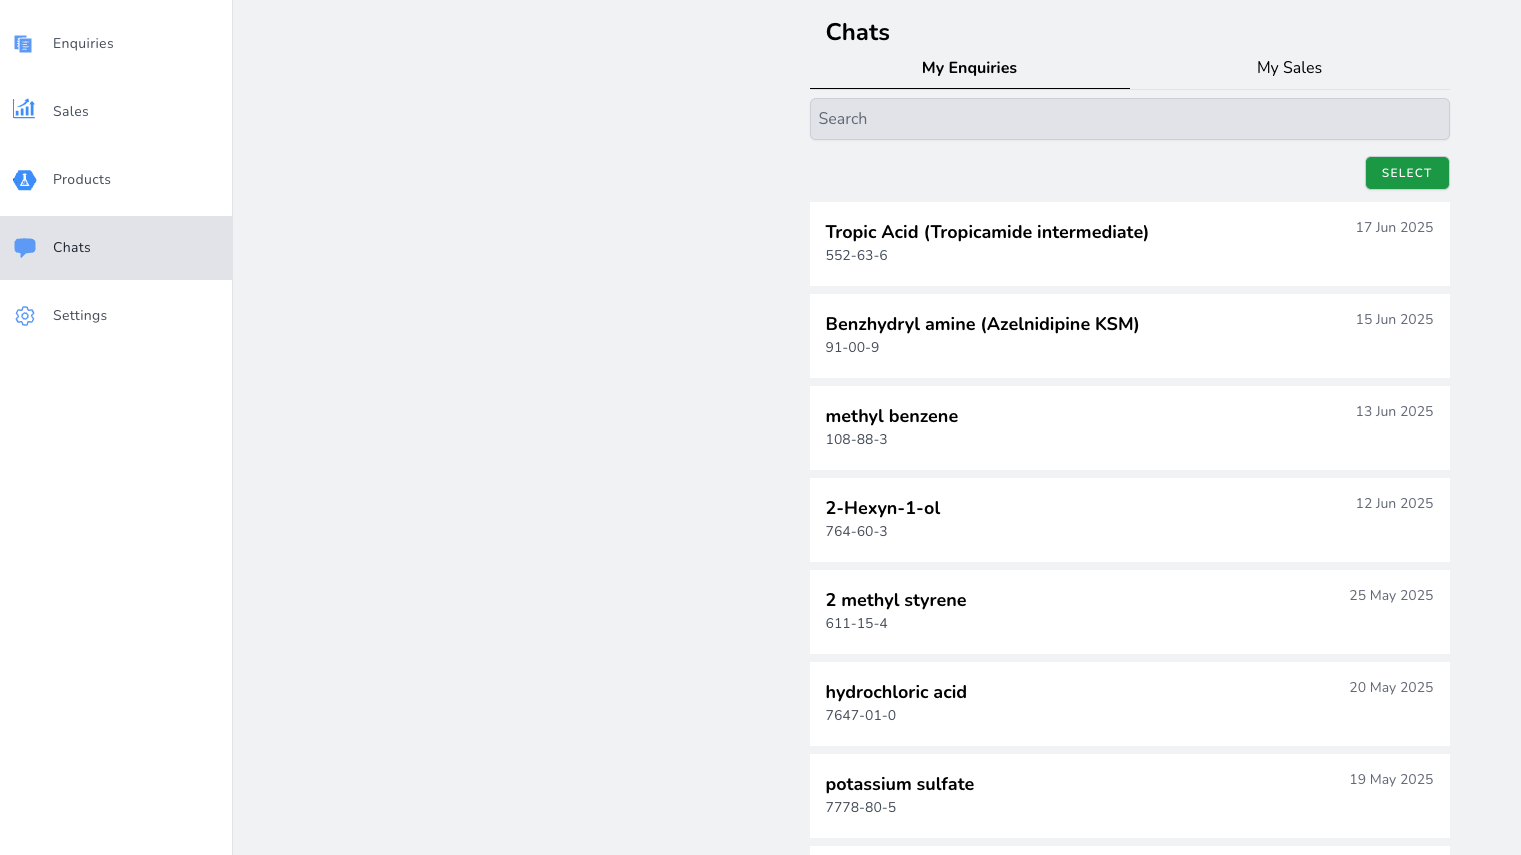 Enquiries
Sales
Products
Chats
Settings
Chats
My Enquiries
My Sales
Search
SELECT
Tropic Acid (Tropicamide intermediate)
17 Jun 2025
552-63-6
Benzhydryl amine (Azelnidipine KSM)
15 Jun 2025
91-00-9
methyl benzene
13 Jun 2025
108-88-3
2-Hexyn-1-ol
12 Jun 2025
764-60-3
2 methyl styrene
25 May 2025
611-15-4
hydrochloric acid
20 May 2025
7647-01-0
potassium sulfate
19 May 2025
7778-80-5